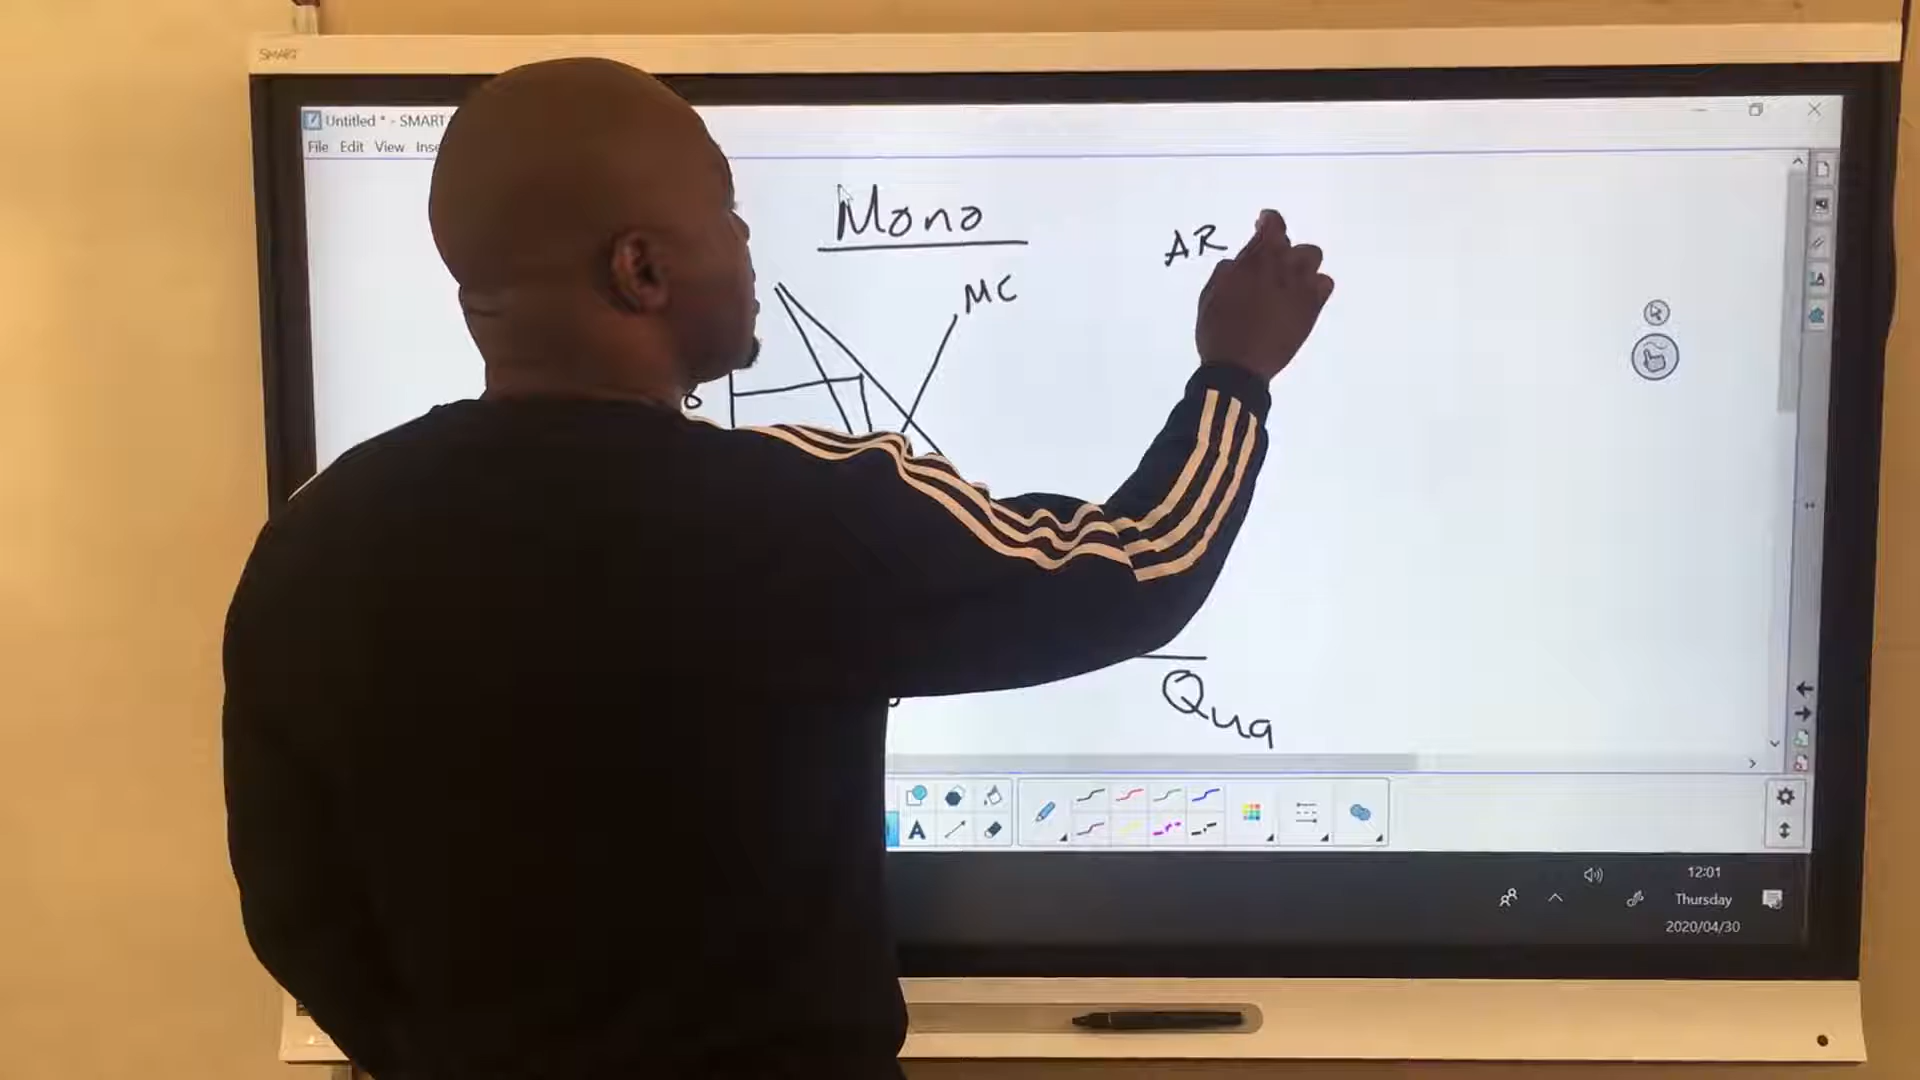 SMART
Untitled * - SMART
File Edit View Inse
Mono
AR
MC
Qua
A
12:01
Thursday
2020/04/30